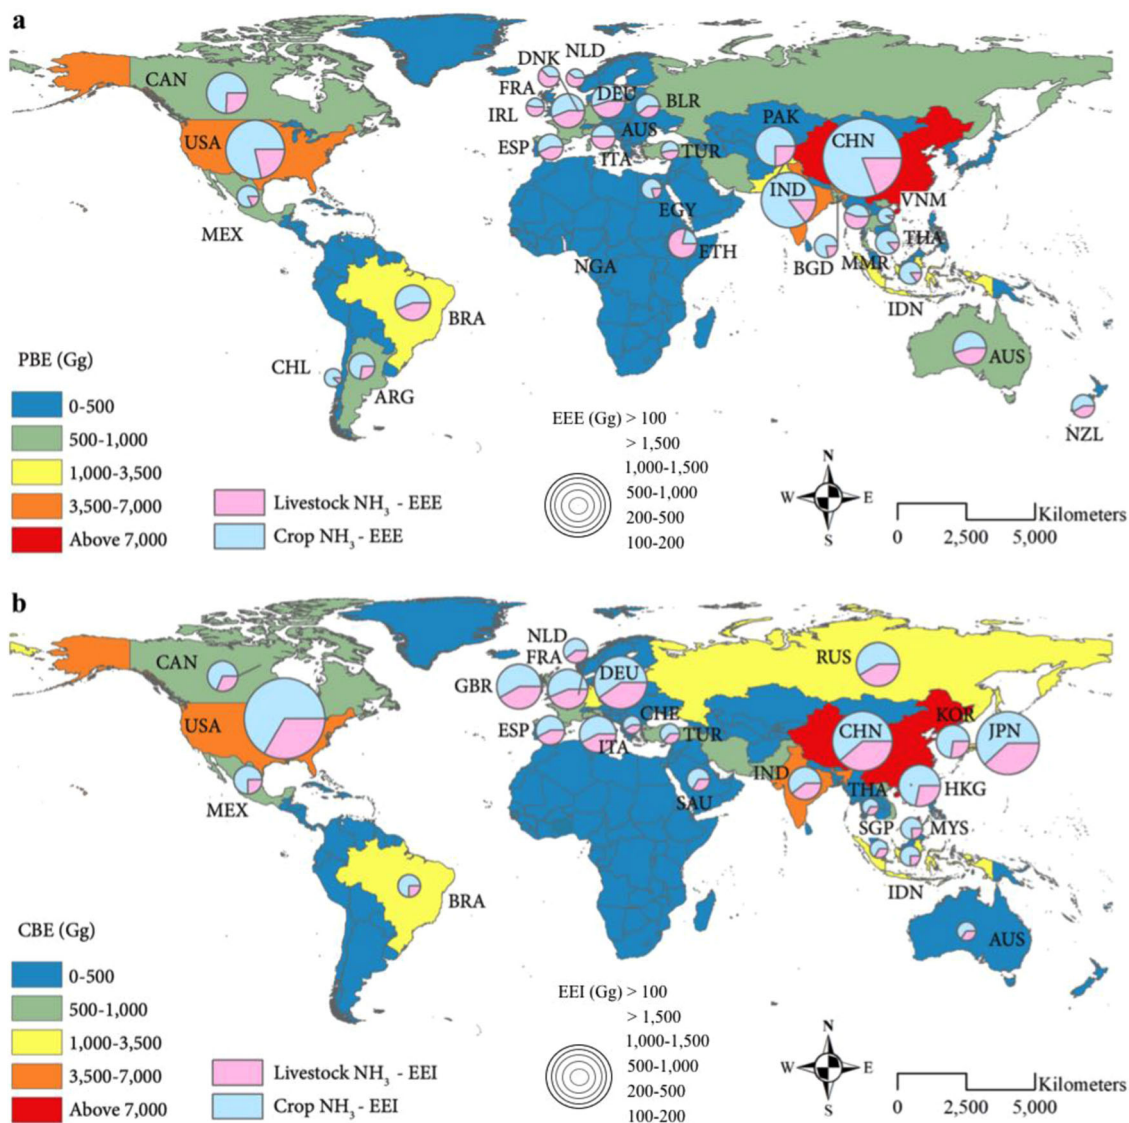 a
CAN
USA
MEX
CHL
ARG
BRA
DNK
NLD
FRA
IRL
ESP
DEU
BLR
AUS
ITA
TUR
EGY
ETH
NGA
PAK
CHN
IND
VNM
THA
BGD
MMR
IDN
AUS
NZL
PBE (Gg)
0-500
500-1,000
1,000-3,500
3,500-7,000
Above 7,000
Livestock NH3 - EEE
Crop NH3 - EEE
EEE (Gg) > 100
> 1,500
1,000-1,500
500-1,000
200-500
100-200
N
W E
S
Kilometers
0 2,500 5,000
b
CAN
USA
MEX
BRA
NLD
FRA
GBR
DEU
ESP
CHE
ITA
TUR
SAU
RUS
KOR
JPN
CHN
IND
THA
HKG
SGP
MYS
IDN
AUS
CBE (Gg)
0-500
500-1,000
1,000-3,500
3,500-7,000
Above 7,000
Livestock NH3 - EEI
Crop NH3 - EEI
EEI (Gg) > 100
> 1,500
1,000-1,500
500-1,000
200-500
100-200
N
W E
S
Kilometers
0 2,500 5,000